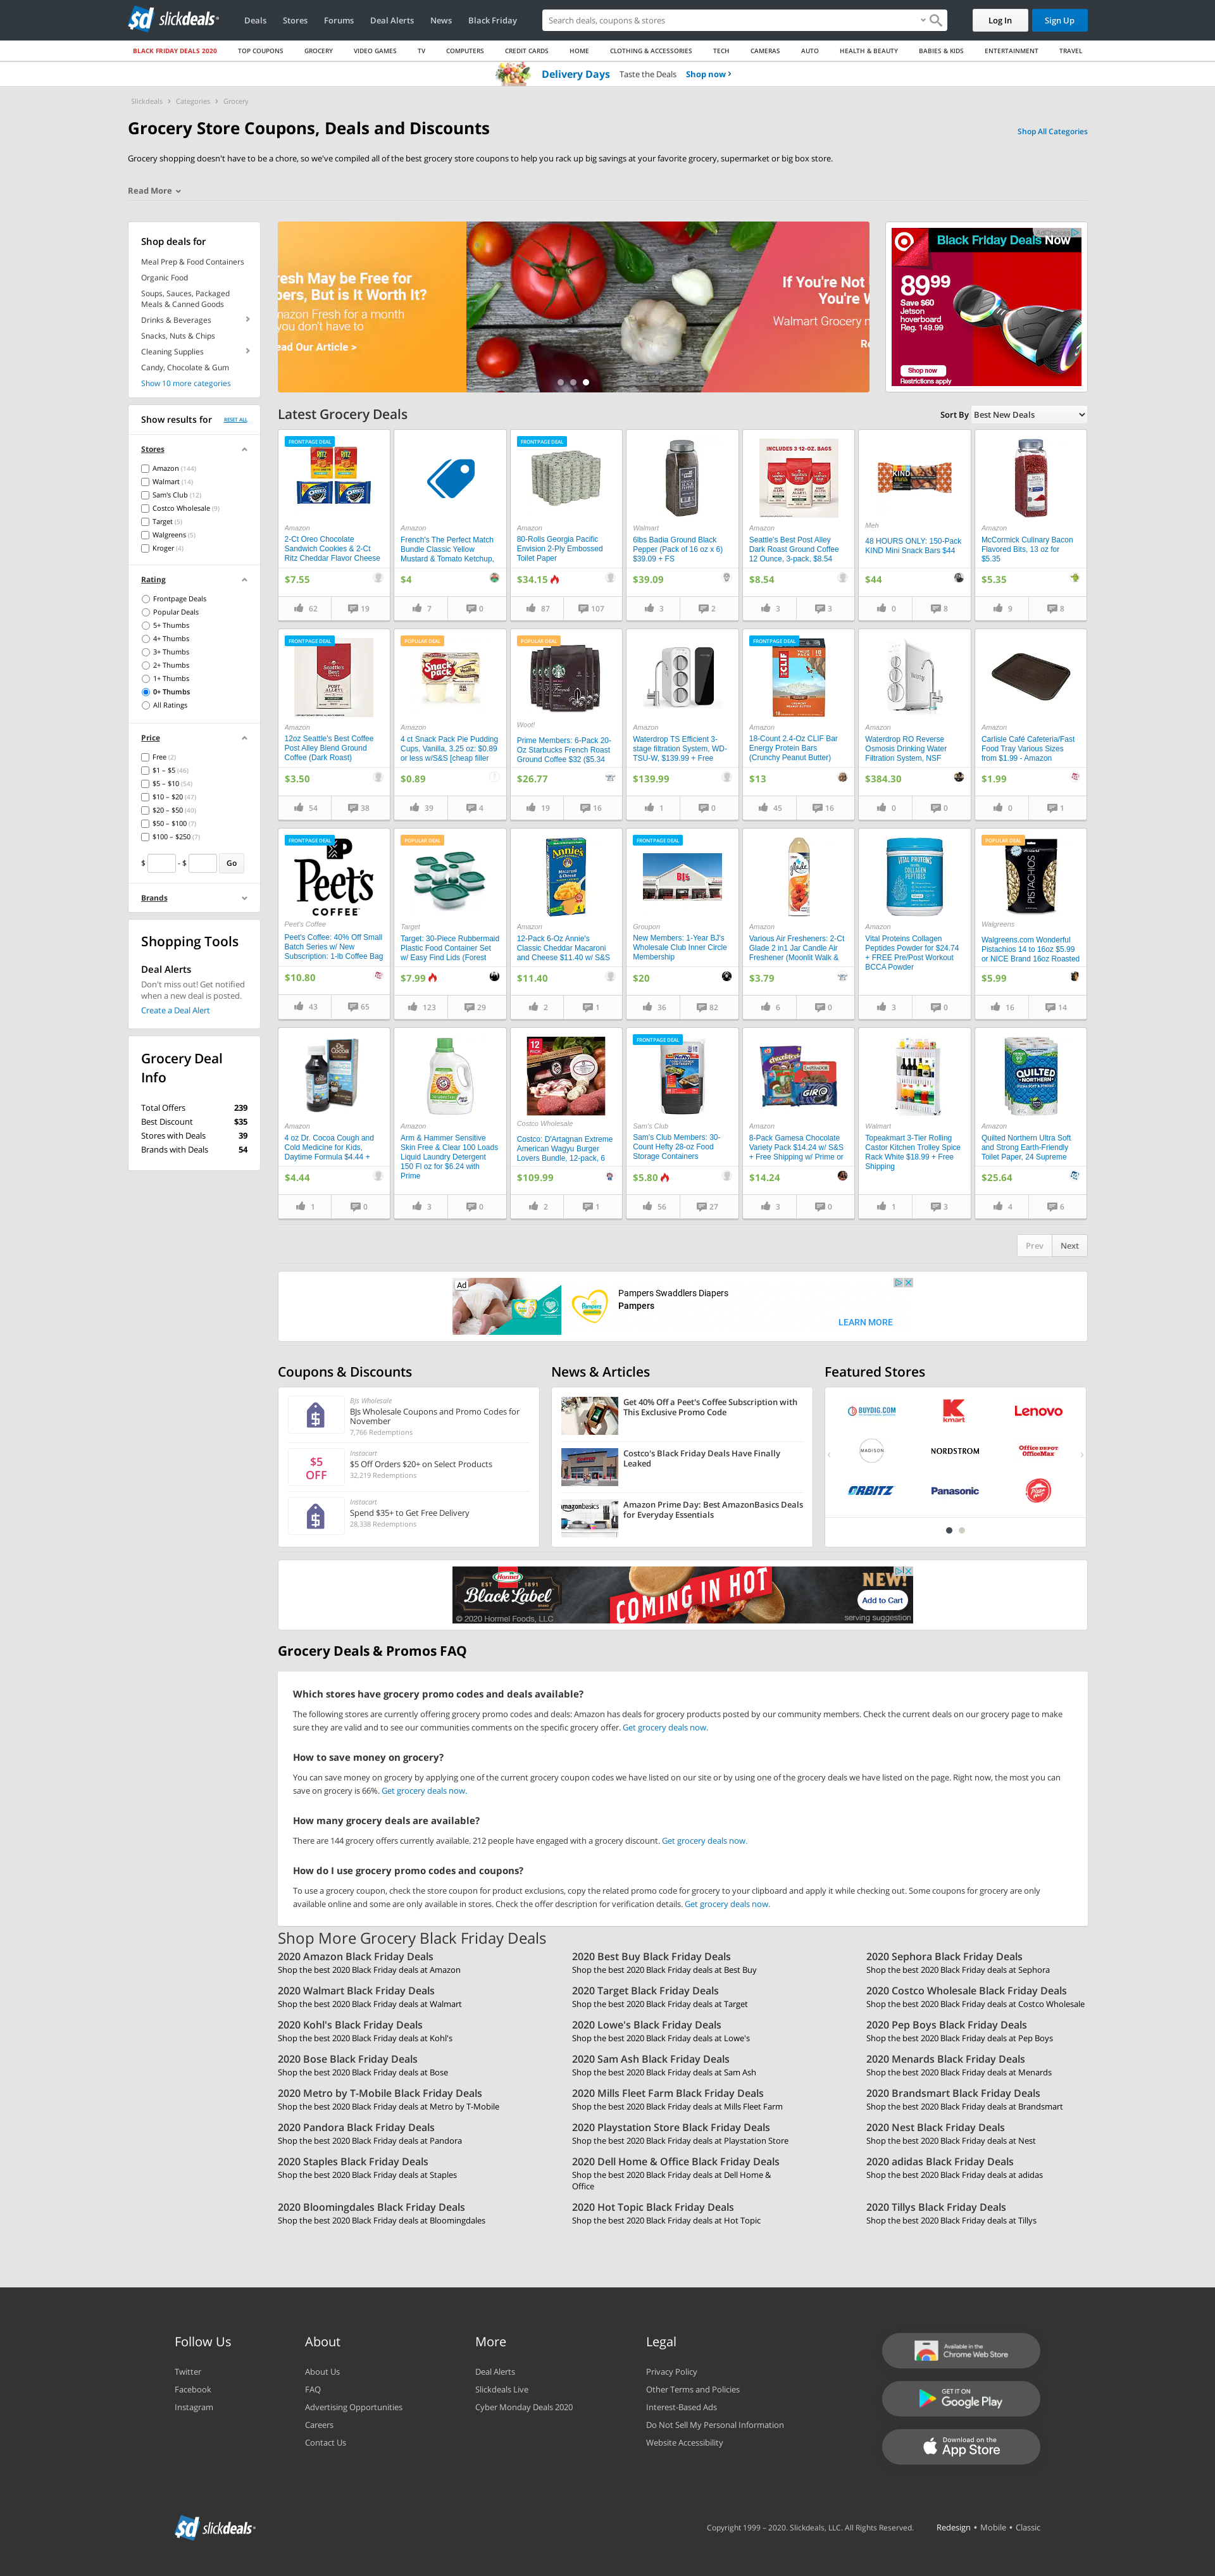 slickdeals
Deals Stores Forums Deal Alerts News Black Friday
Search deals, coupons & stores
Log In Sign Up
BLACK FRIDAY DEALS 2020 TOP COUPONS GROCERY VIDEO GAMES TV COMPUTERS CREDIT CARDS HOME CLOTHING & ACCESSORIES TECH CAMERAS AUTO HEALTH & BEAUTY BABIES & KIDS ENTERTAINMENT TRAVEL
Delivery Days Taste the Deals Shop now
Slickdeals Categories Grocery
Grocery Store Coupons, Deals and Discounts
Shop All Categories
Grocery shopping doesn't have to be a chore, so we've compiled all of the best grocery store coupons to help you rack up big savings at your favorite grocery, supermarket or big box store.
Read More
Shop deals for
Meal Prep & Food Containers
Organic Food
Soups, Sauces, Packaged
Meals & Canned Goods
Drinks & Beverages
Snacks, Nuts & Chips
Cleaning Supplies
Candy, Chocolate & Gum
Show 10 more categories
Show results for RESET ALL
Stores
Amazon (144)
Walmart (14)
Sam's Club (12)
Costco Wholesale (9)
Target (5)
Walgreens (5)
Kroger (4)
Rating
Frontpage Deals
Popular Deals
5+ Thumbs
4+ Thumbs
3+ Thumbs
2+ Thumbs
1+ Thumbs
0+ Thumbs
All Ratings
Price
Free (2)
$1 – $5 (46)
$5 – $10 (54)
$10 – $20 (47)
$20 – $50 (40)
$50 – $100 (7)
$100 – $250 (7)
$ - $ Go
Brands
Shopping Tools
Deal Alerts
Don't miss out! Get notified
when a new deal is posted.
Create a Deal Alert
Grocery Deal
Info
Total Offers 239
Best Discount $35
Stores with Deals 39
Brands with Deals 54
resh May be Free for
pers, But is It Worth It?
mazon Fresh for a month
you don't have to
ead Our Article >
If You're Not
You're W
Walmart Grocery m
Re
AdChoices
Black Friday Deals Now
89.99
Save $60
Jetson
hoverboard
Reg. 149.99
Shop now
Restrictions apply
Latest Grocery Deals
Sort By Best New Deals
FRONTPAGE DEAL
Amazon
2-Ct Oreo Chocolate
Sandwich Cookies & 2-Ct
Ritz Cheddar Flavor Cheese
$7.55
62 19
Amazon
French's The Perfect Match
Bundle Classic Yellow
Mustard & Tomato Ketchup,
$4
7 0
FRONTPAGE DEAL
Amazon
80-Rolls Georgia Pacific
Envision 2-Ply Embossed
Toilet Paper
$34.15
87 107
Walmart
6lbs Badia Ground Black
Pepper (Pack of 16 oz x 6)
$39.09 + FS
$39.09
3 2
INCLUDES 3 12-OZ. BAGS
Amazon
Seattle's Best Post Alley
Dark Roast Ground Coffee
12 Ounce, 3-pack, $8.54
$8.54
3 3
KIND
Meh
48 HOURS ONLY: 150-Pack
KIND Mini Snack Bars $44
$44
0 8
Amazon
McCormick Culinary Bacon
Flavored Bits, 13 oz for
$5.35
$5.35
9 8
FRONTPAGE DEAL
Amazon
12oz Seattle's Best Coffee
Post Alley Blend Ground
Coffee (Dark Roast)
$3.50
54 38
POPULAR DEAL
Amazon
4 ct Snack Pack Pie Pudding
Cups, Vanilla, 3.25 oz: $0.89
or less w/S&S [cheap filler
$0.89
39 4
POPULAR DEAL
Woot!
Prime Members: 6-Pack 20-
Oz Starbucks French Roast
Ground Coffee $32 ($5.34
$26.77
19 16
Amazon
Waterdrop TS Efficient 3-
stage filtration System, WD-
TSU-W, $139.99 + Free
$139.99
1 0
FRONTPAGE DEAL
CLIF
Amazon
18-Count 2.4-Oz CLIF Bar
Energy Protein Bars
(Crunchy Peanut Butter)
$13
45 16
Amazon
Waterdrop RO Reverse
Osmosis Drinking Water
Filtration System, NSF
$384.30
0 0
Amazon
Carlisle Café Cafeteria/Fast
Food Tray Various Sizes
from $1.99 - Amazon
$1.99
0 1
FRONTPAGE DEAL
Peet's
COFFEE
Peet's Coffee
Peet's Coffee: 40% Off Small
Batch Series w/ New
Subscription: 1-lb Coffee Bag
$10.80
43 65
POPULAR DEAL
Target
Target: 30-Piece Rubbermaid
Plastic Food Container Set
w/ Easy Find Lids (Forest
$7.99
123 29
Annie's
Amazon
12-Pack 6-Oz Annie's
Classic Cheddar Macaroni
and Cheese $11.40 w/ S&S
$11.40
2 1
FRONTPAGE DEAL
BJ's
Groupon
New Members: 1-Year BJ's
Wholesale Club Inner Circle
Membership
$20
36 82
glade
Amazon
Various Air Fresheners: 2-Ct
Glade 2 in1 Jar Candle Air
Freshener (Moonlit Walk &
$3.79
6 0
VITAL PROTEINS
COLLAGEN PEPTIDES
Amazon
Vital Proteins Collagen
Peptides Powder for $24.74
+ FREE Pre/Post Workout
BCCA Powder
3 0
POPULAR DEAL
PISTACHIOS
Walgreens
Walgreens.com Wonderful
Pistachios 14 to 16oz $5.99
or NICE Brand 16oz Roasted
$5.99
16 14
Amazon
4 oz Dr. Cocoa Cough and
Cold Medicine for Kids,
Daytime Formula $4.44 +
$4.44
1 0
Amazon
Arm & Hammer Sensitive
Skin Free & Clear 100 Loads
Liquid Laundry Detergent
150 Fl oz for $6.24 with
Prime
3 0
12 PACK
Costco Wholesale
Costco: D'Artagnan Extreme
American Wagyu Burger
Lovers Bundle, 12-pack, 6
$109.99
2 1
FRONTPAGE DEAL
Sam's Club
Sam's Club Members: 30-
Count Hefty 28-oz Food
Storage Containers
$5.80
56 27
Amazon
8-Pack Gamesa Chocolate
Variety Pack $14.24 w/ S&S
+ Free Shipping w/ Prime or
$14.24
3 0
Walmart
Topeakmart 3-Tier Rolling
Castor Kitchen Trolley Spice
Rack White $18.99 + Free
Shipping
1 3
QUILTED NORTHERN
Amazon
Quilted Northern Ultra Soft
and Strong Earth-Friendly
Toilet Paper, 24 Supreme
$25.64
4 6
Prev Next
Ad
Pampers Swaddlers Diapers
Pampers
LEARN MORE
Coupons & Discounts
BJs Wholesale
BJs Wholesale Coupons and Promo Codes for
November
7,766 Redemptions
$5
OFF
Instacart
$5 Off Orders $20+ on Select Products
32,219 Redemptions
Instacart
Spend $35+ to Get Free Delivery
28,338 Redemptions
News & Articles
Get 40% Off a Peet's Coffee Subscription with
This Exclusive Promo Code
Costco's Black Friday Deals Have Finally
Leaked
amazonbasics
Amazon Prime Day: Best AmazonBasics Deals
for Everyday Essentials
Featured Stores
BUYDIG.COM kmart Lenovo
MADISON NORDSTROM Office DEPOT OfficeMax
ORBITZ Panasonic Pizza Hut
Hormel
EST 1891
Black Label
COMING IN HOT
NEW!
Add to Cart
© 2020 Hormel Foods, LLC
serving suggestion
Grocery Deals & Promos FAQ
Which stores have grocery promo codes and deals available?
The following stores are currently offering grocery promo codes and deals: Amazon has deals for grocery products posted by our community members. Check the current deals on our grocery page to make
sure they are valid and to see our communities comments on the specific grocery offer. Get grocery deals now.
How to save money on grocery?
You can save money on grocery by applying one of the current grocery coupon codes we have listed on our site or by using one of the grocery deals we have listed on the page. Right now, the most you can
save on grocery is 66%. Get grocery deals now.
How many grocery deals are available?
There are 144 grocery offers currently available. 212 people have engaged with a grocery discount. Get grocery deals now.
How do I use grocery promo codes and coupons?
To use a grocery coupon, check the store coupon for product exclusions, copy the related promo code for grocery to your clipboard and apply it while checking out. Some coupons for grocery are only
available online and some are only available in stores. Check the offer description for verification details. Get grocery deals now.
Shop More Grocery Black Friday Deals
2020 Amazon Black Friday Deals
Shop the best 2020 Black Friday deals at Amazon
2020 Best Buy Black Friday Deals
Shop the best 2020 Black Friday deals at Best Buy
2020 Sephora Black Friday Deals
Shop the best 2020 Black Friday deals at Sephora
2020 Walmart Black Friday Deals
Shop the best 2020 Black Friday deals at Walmart
2020 Target Black Friday Deals
Shop the best 2020 Black Friday deals at Target
2020 Costco Wholesale Black Friday Deals
Shop the best 2020 Black Friday deals at Costco Wholesale
2020 Kohl's Black Friday Deals
Shop the best 2020 Black Friday deals at Kohl's
2020 Lowe's Black Friday Deals
Shop the best 2020 Black Friday deals at Lowe's
2020 Pep Boys Black Friday Deals
Shop the best 2020 Black Friday deals at Pep Boys
2020 Bose Black Friday Deals
Shop the best 2020 Black Friday deals at Bose
2020 Sam Ash Black Friday Deals
Shop the best 2020 Black Friday deals at Sam Ash
2020 Menards Black Friday Deals
Shop the best 2020 Black Friday deals at Menards
2020 Metro by T-Mobile Black Friday Deals
Shop the best 2020 Black Friday deals at Metro by T-Mobile
2020 Mills Fleet Farm Black Friday Deals
Shop the best 2020 Black Friday deals at Mills Fleet Farm
2020 Brandsmart Black Friday Deals
Shop the best 2020 Black Friday deals at Brandsmart
2020 Pandora Black Friday Deals
Shop the best 2020 Black Friday deals at Pandora
2020 Playstation Store Black Friday Deals
Shop the best 2020 Black Friday deals at Playstation Store
2020 Nest Black Friday Deals
Shop the best 2020 Black Friday deals at Nest
2020 Staples Black Friday Deals
Shop the best 2020 Black Friday deals at Staples
2020 Dell Home & Office Black Friday Deals
Shop the best 2020 Black Friday deals at Dell Home &
Office
2020 adidas Black Friday Deals
Shop the best 2020 Black Friday deals at adidas
2020 Bloomingdales Black Friday Deals
Shop the best 2020 Black Friday deals at Bloomingdales
2020 Hot Topic Black Friday Deals
Shop the best 2020 Black Friday deals at Hot Topic
2020 Tillys Black Friday Deals
Shop the best 2020 Black Friday deals at Tillys
Follow Us
Twitter
Facebook
Instagram
About
About Us
FAQ
Advertising Opportunities
Careers
Contact Us
More
Deal Alerts
Slickdeals Live
Cyber Monday Deals 2020
Legal
Privacy Policy
Other Terms and Policies
Interest-Based Ads
Do Not Sell My Personal Information
Website Accessibility
Available in the
Chrome Web Store
GET IT ON
Google Play
Download on the
App Store
slickdeals
Copyright 1999 – 2020. Slickdeals, LLC. All Rights Reserved. Redesign • Mobile • Classic